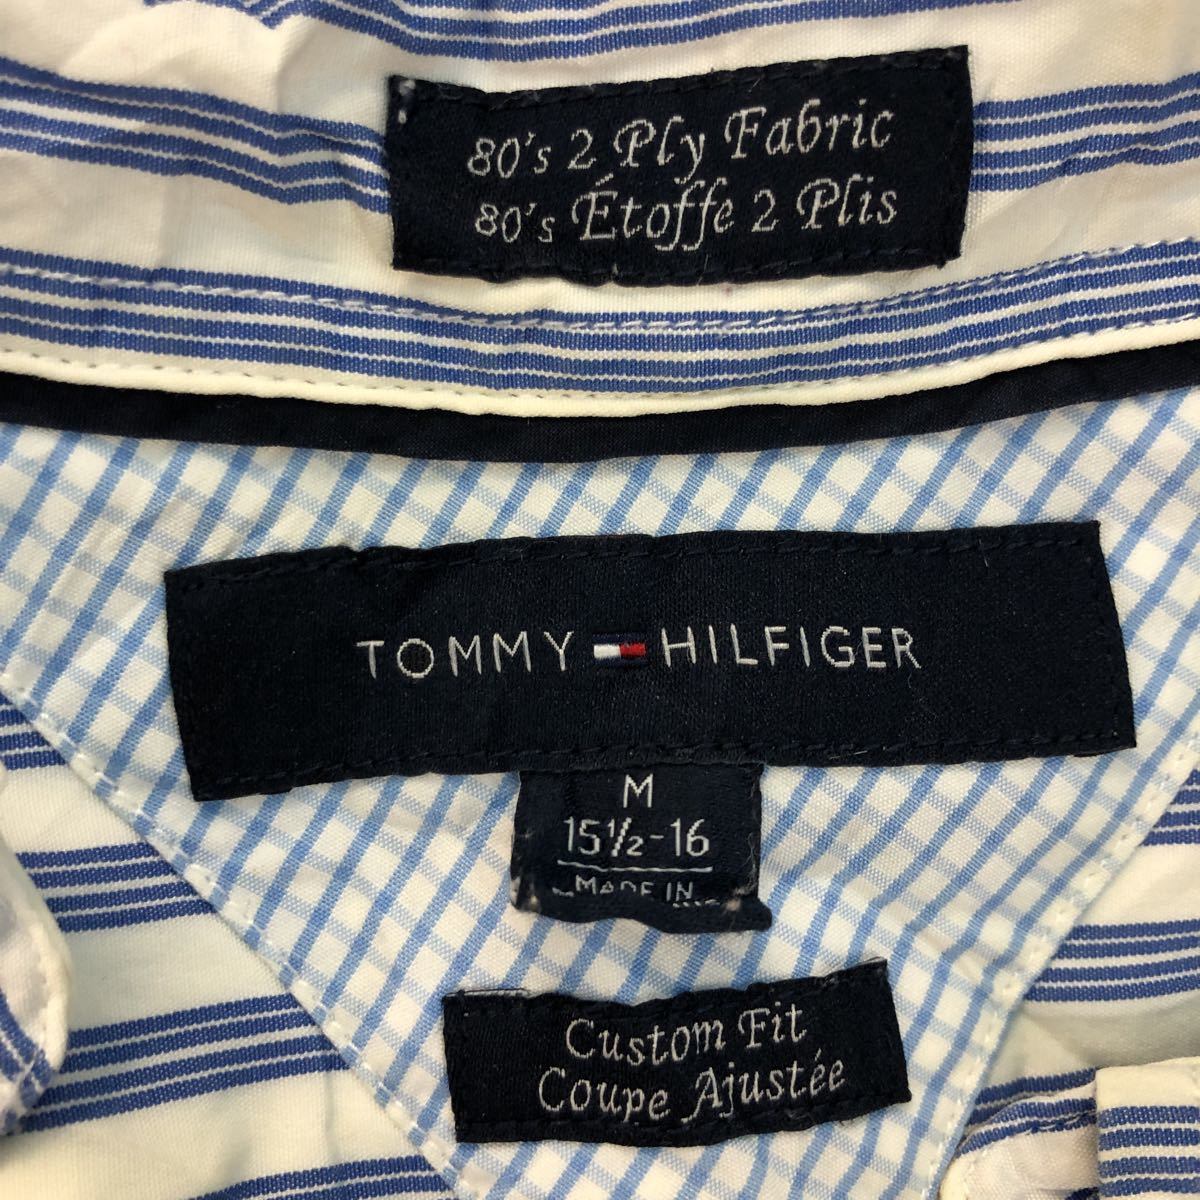 80's 2 Ply Fabric
80's Étoffe 2 Plis
TOMMY HILFIGER
M
15½-16
MADE IN
Custom Fit
Coupe Ajustée